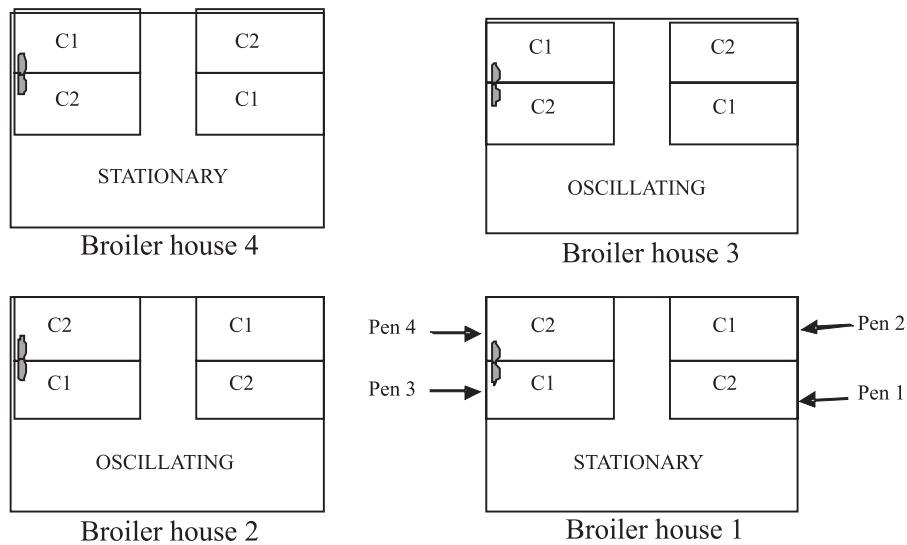 C1 C2
C2 C1
STATIONARY
Broiler house 4
C1 C2
C2 C1
OSCILLATING
Broiler house 3
C2 C1
C1 C2
OSCILLATING
Broiler house 2
Pen 4 C2 C1 Pen 2
Pen 3 C1 C2 Pen 1
STATIONARY
Broiler house 1